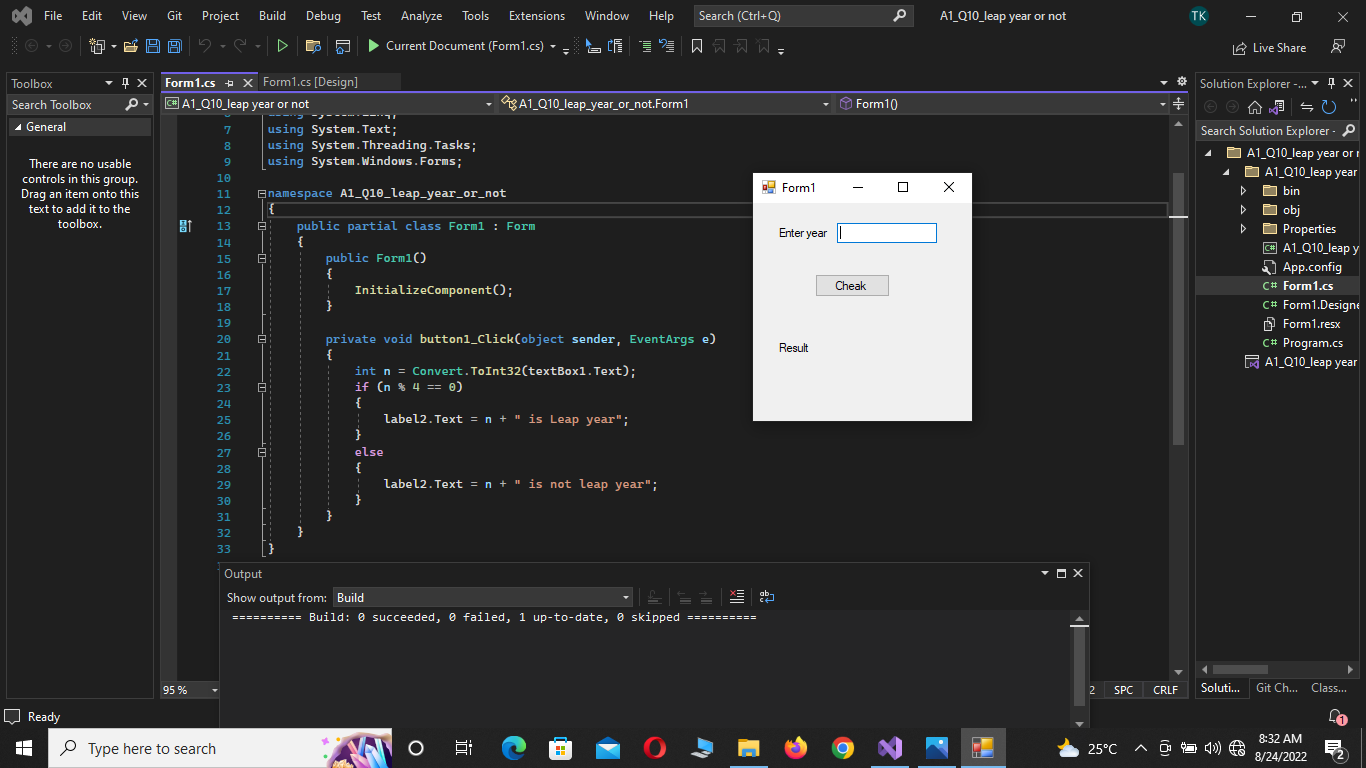 File Edit View Git Project Build Debug Test Analyze Tools Extensions Window Help Search (Ctrl+Q) A1_Q10_leap year or not TK
Current Document (Form1.cs) Live Share
Toolbox
Search Toolbox
General
There are no usable
controls in this group.
Drag an item onto this
text to add it to the
toolbox.
Form1.cs Form1.cs [Design]
A1_Q10_leap year or not A1_Q10_leap_year_or_not.Form1 Form1()
7 using System.Text;
8 using System.Threading.Tasks;
9 using System.Windows.Forms;
10
11 namespace A1_Q10_leap_year_or_not
12 {
13 public partial class Form1 : Form
14 {
15 public Form1()
16 {
17 InitializeComponent();
18 }
19
20 private void button1_Click(object sender, EventArgs e)
21 {
22 int n = Convert.ToInt32(textBox1.Text);
23 if (n % 4 == 0)
24 {
25 label2.Text = n + " is Leap year";
26 }
27 else
28 {
29 label2.Text = n + " is not leap year";
30 }
31 }
32 }
33 }
Form1
Enter year
Cheak
Result
Solution Explorer -...
Search Solution Explorer -
A1_Q10_leap year or
A1_Q10_leap year
bin
obj
Properties
A1_Q10_leap y
App.config
Form1.cs
Form1.Designe
Form1.resx
Program.cs
A1_Q10_leap year
Soluti... Git Ch... Class...
Output
Show output from: Build
========== Build: 0 succeeded, 0 failed, 1 up-to-date, 0 skipped ==========
95 % 2 SPC CRLF
Ready 1
Type here to search 25°C 8:32 AM
8/24/2022 2